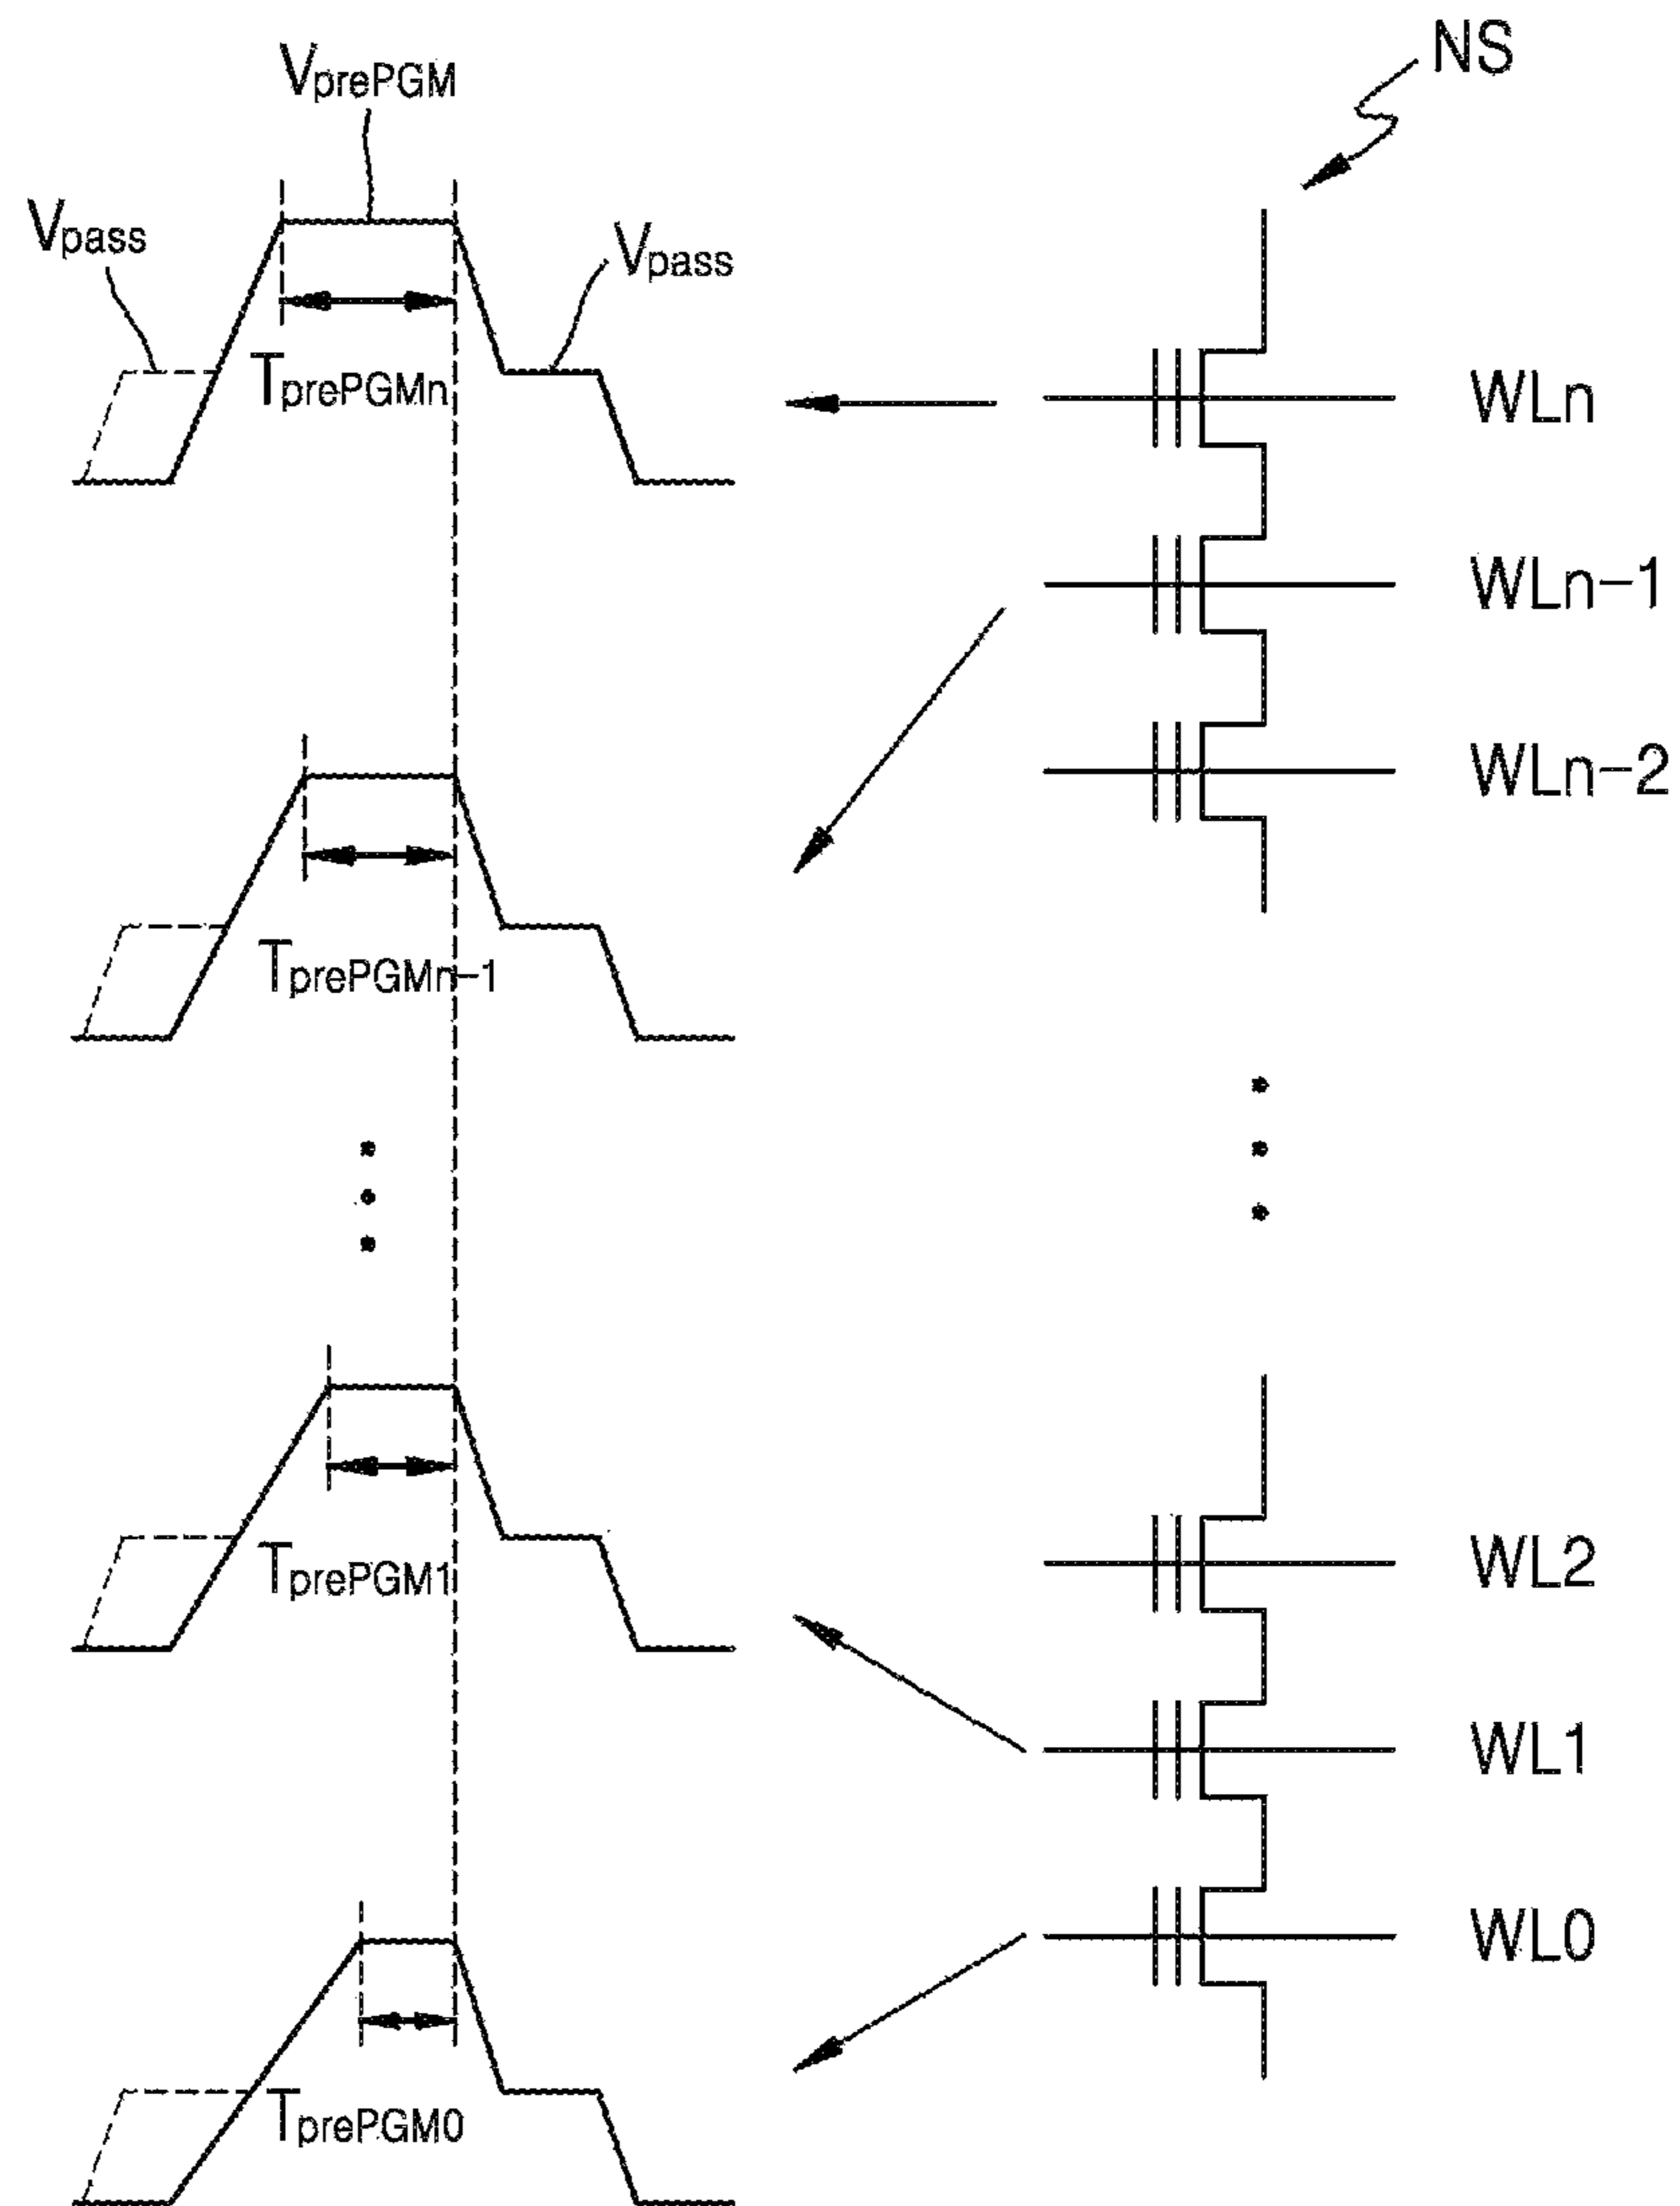 NS
VprePGM
Vpass
Vpass
TprePGMn
WLn
WLn-1
WLn-2
TprePGMn-1
TprePGM1
WL2
WL1
WL0
TprePGM0